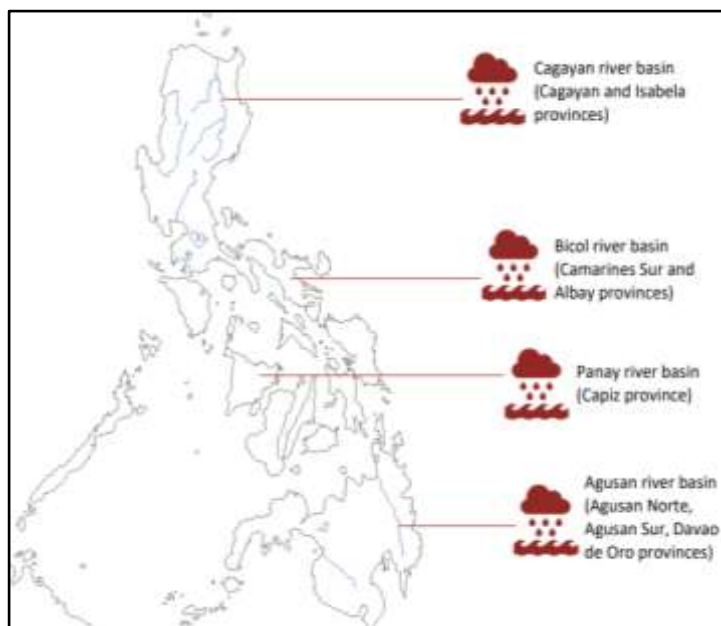 Cagayan river basin
(Cagayan and Isabela
provinces)
Bicol river basin
(Camarines Sur and
Albay provinces)
Panay river basin
(Capiz province)
Agusan river basin
(Agusan Norte,
Agusan Sur, Davao
de Oro provinces)